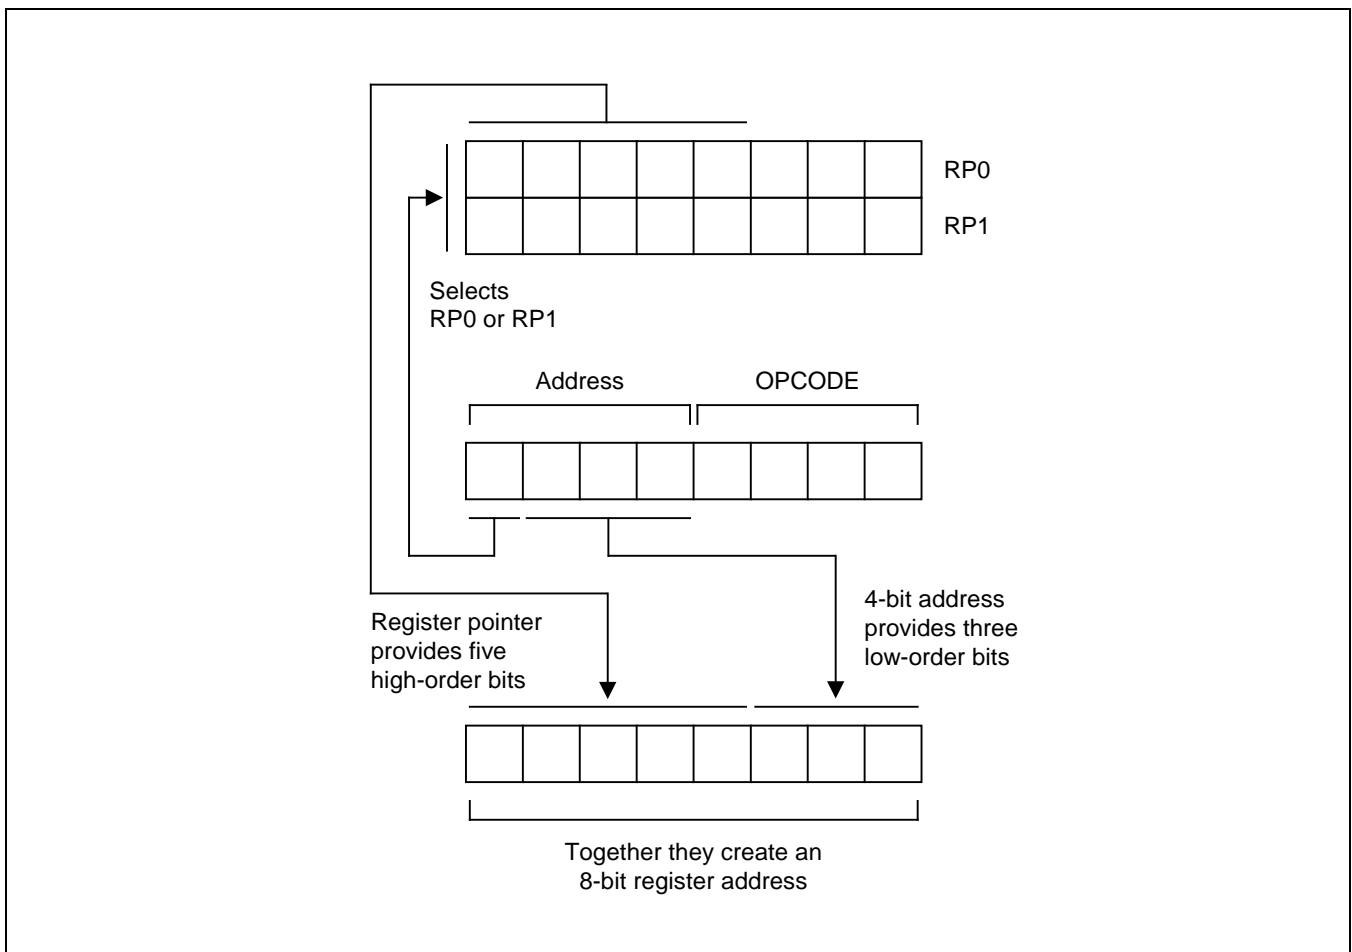 RP0
RP1
Selects
RP0 or RP1
Address
OPCODE
Register pointer
provides five
high-order bits
4-bit address
provides three
low-order bits
Together they create an
8-bit register address